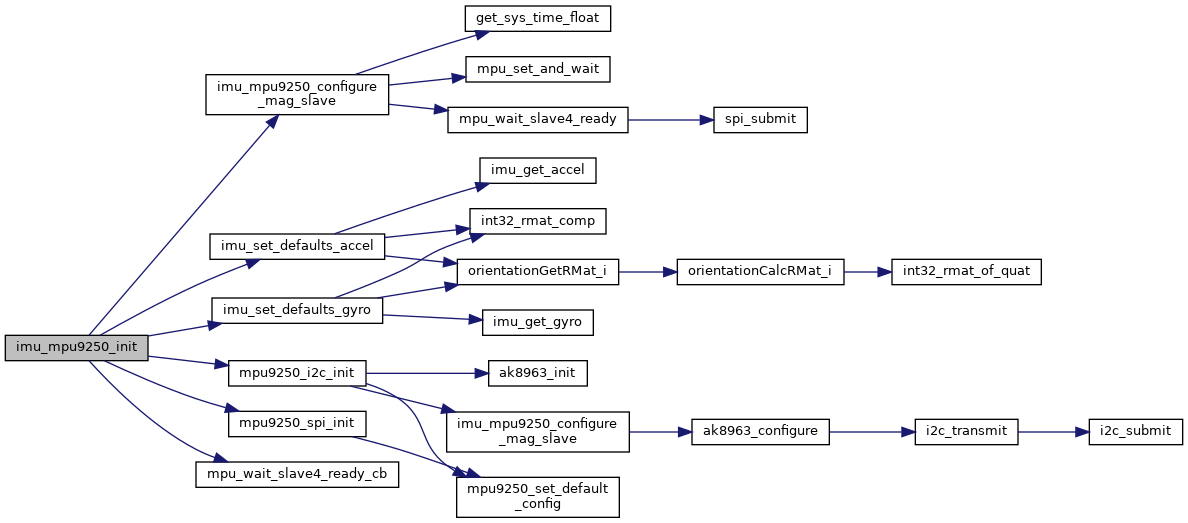 get_sys_time_float
imu_mpu9250_configure
_mag_slave
mpu_set_and_wait
mpu_wait_slave4_ready
spi_submit
imu_get_accel
int32_rmat_comp
imu_set_defaults_accel
orientationGetRMat_i
orientationCalcRMat_i
int32_rmat_of_quat
imu_set_defaults_gyro
imu_get_gyro
imu_mpu9250_init
mpu9250_i2c_init
ak8963_init
mpu9250_spi_init
imu_mpu9250_configure
_mag_slave
ak8963_configure
i2c_transmit
i2c_submit
mpu_wait_slave4_ready_cb
mpu9250_set_default
_config